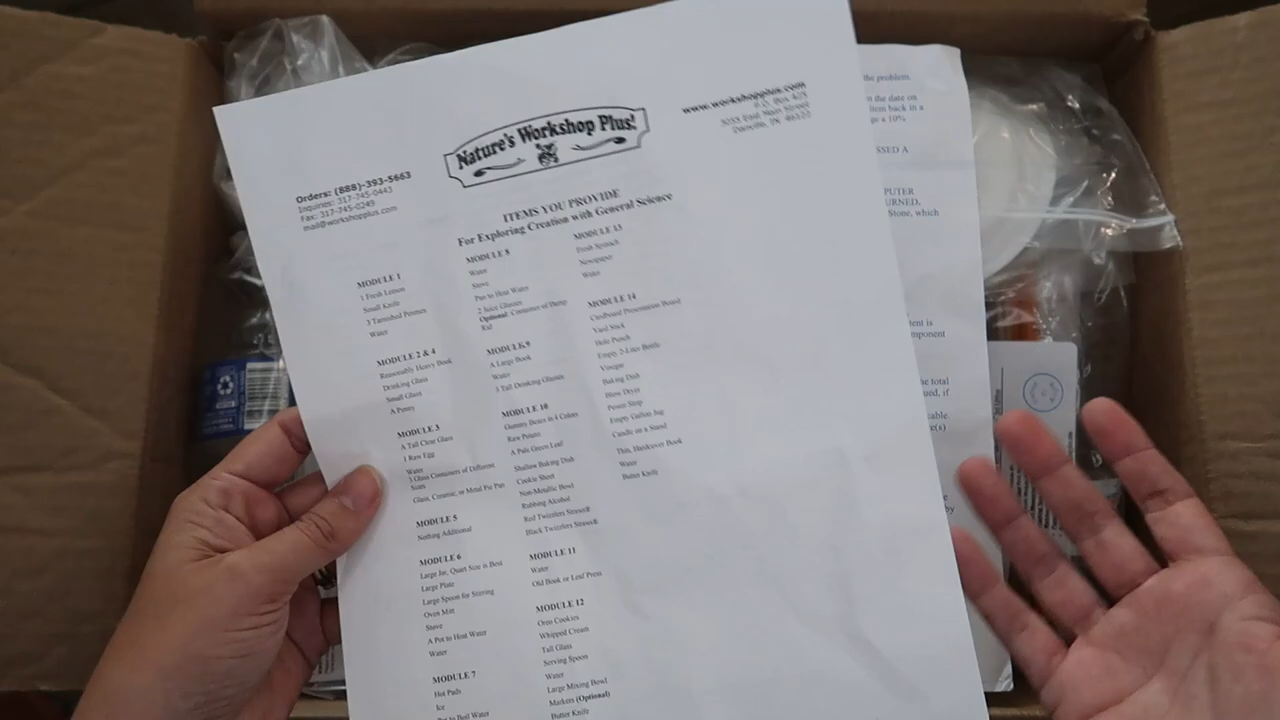 Nature's Workshop Plus!
www.workshopplus.com
P.O. Box 425
3055 East Main Street
Danville, IN 46122
Orders: (888)-393-5663
Inquiries: 317-745-0443
Fax: 317-745-0249
mail@workshopplus.com
ITEMS YOU PROVIDE
For Exploring Creation with General Science
MODULE 1
1 Fresh Lemon
Small Knife
3 Tarnished Pennies
Water
MODULE 2 & 4
Reasonably Heavy Book
Drinking Glass
Small Glass
A Penny
MODULE 3
A Tall Clear Glass
1 Raw Egg
Water
3 Glass Containers of Different
Sizes
Glass, Ceramic, or Metal Pie Pan
MODULE 5
Nothing Additional
MODULE 6
Large Jar, Quart Size is Best
Large Plate
Large Spoon for Stirring
Oven Mitt
Stove
A Pot to Heat Water
Water
MODULE 7
Hot Pads
Ice
Pot to Boil Water
MODULE 8
Water
Stove
Pan to Heat Water
2 Juice Glasses
Optional: Container of Damp
MODULE 9
A Large Book
Water
3 Tall Drinking Glasses
MODULE 10
Gummy Bears in 4 Colors
Raw Potato
A Pale Green Leaf
Shallow Baking Dish
Cookie Sheet
Non-Metallic Bowl
Rubbing Alcohol
Red Twizzlers Straws®
Black Twizzlers Straws®
MODULE 11
Water
Old Book or Leaf Press
MODULE 12
Oreo Cookies
Whipped Cream
Tall Glass
Serving Spoon
Water
Large Mixing Bowl
Markers (Optional)
Butter Knife
MODULE 13
Fresh Spinach
Newspaper
Water
MODULE 14
Cardboard Presentation Board
Yard Stick
Hole Punch
Empty 2-Liter Bottle
Vinegar
Baking Dish
Blow Dryer
Power Strip
Empty Gallon Jug
Candle on a Stand
Thin, Hardcover Book
Water
Butter Knife
the problem.
n the date on
item back in a
10%
SSED A
PUTER
URNED.
Stone, which
tent is
mponent
the total
ued, if
able.
e(s)
by